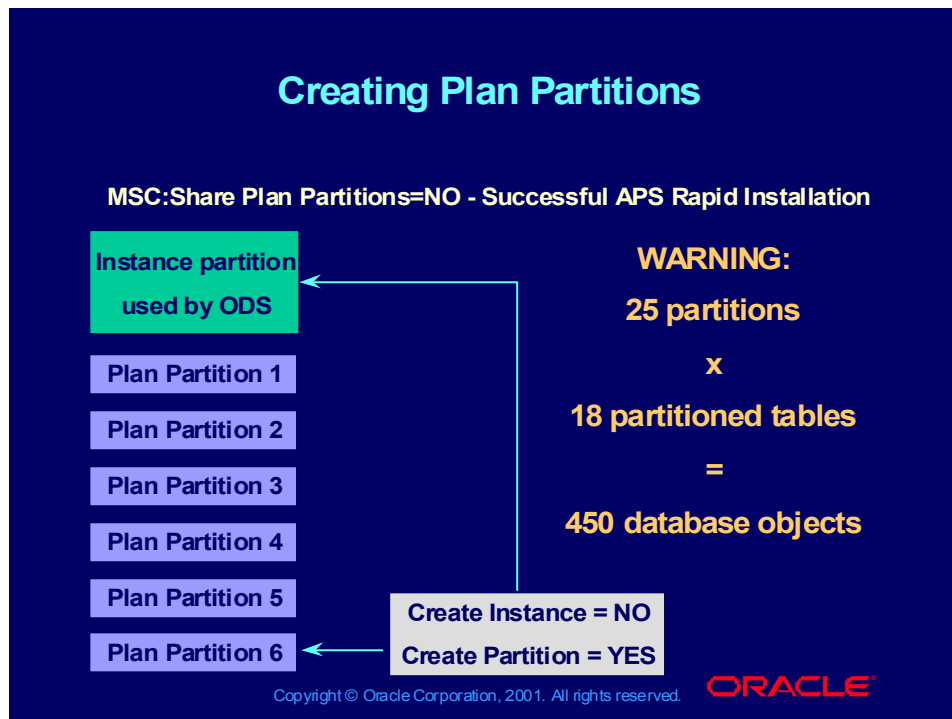 Creating Plan Partitions
MSC:Share Plan Partitions=NO - Successful APS Rapid Installation
Instance partition
used by ODS
Plan Partition 1
Plan Partition 2
Plan Partition 3
Plan Partition 4
Plan Partition 5
Plan Partition 6
WARNING:
25 partitions
x
18 partitioned tables
=
450 database objects
Create Instance = NO
Create Partition = YES
Copyright © Oracle Corporation, 2001. All rights reserved.
ORACLE®